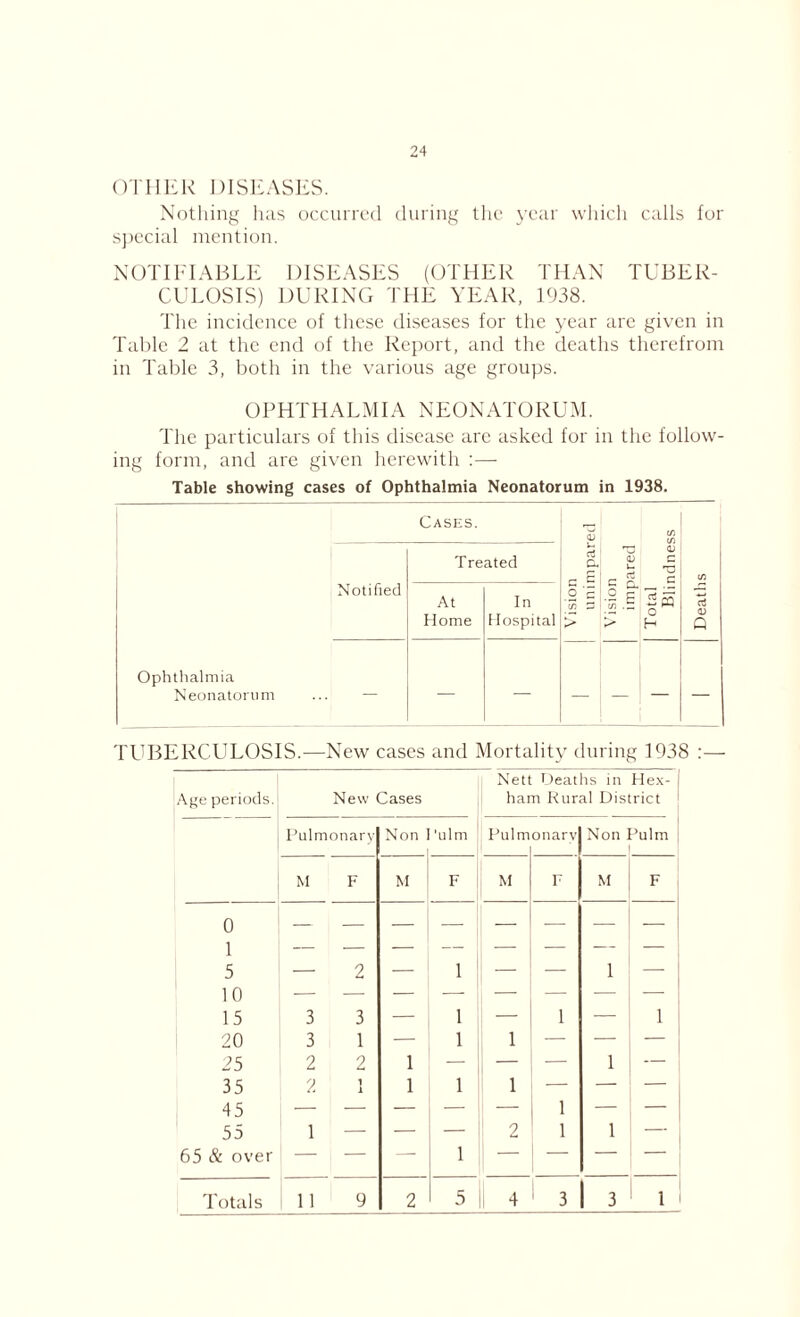 24
OTHER DISEASES.
Nothing has occurred during the year which calls for
special mention.
NOTIFIABLE DISEASES (OTHER THAN TUBER-
CULOSIS) DURING THE YEAR, 1938.
The incidence of these diseases for the year are given in
Table 2 at the end of the Report, and the deaths therefrom
in Table 3, both in the various age groups.
OPHTHALMIA NEONATORUM.
The particulars of this disease are asked for in the follow-
ing form, and are given herewith :—
Table showing cases of Ophthalmia Neonatorum in 1938.
Cases.
Notified
Treated
At Home
In Hospital
Vision unimpared
Vision impared
Total Blindness
Deaths
Ophthalmia
Neonatorum ... — — — — — — —
TUBERCULOSIS.—New cases and Mortality during 1938 :—
Age periods. New Cases Nett Deaths in Hex-
ham Rural District
Pulmonary Non Pulm Pulmonary Non Pulm
M F M F M F M F
0 — — — — — — — —
1 — — — — — — — —
5 — 2 — 1 — — 1 —
10 — — — — — — — —
15 3 3 — 1 — 1 — 1
20 3 1 — 1 1 — — —
25 2 2 1 — — — 1 —
35 2 1 1 1 1 — — —
45 — — — — — 1 — —
55 1 — — — 2 1 1 —
65 & over — — — 1 — — — —
Totals 11 9 2 5 4 3 3 1